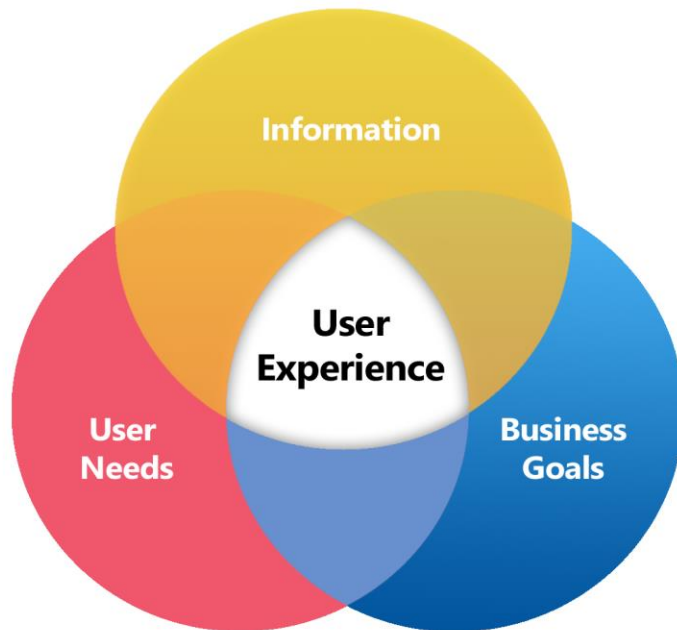 Information
User
Experience
User
Needs
Business
Goals